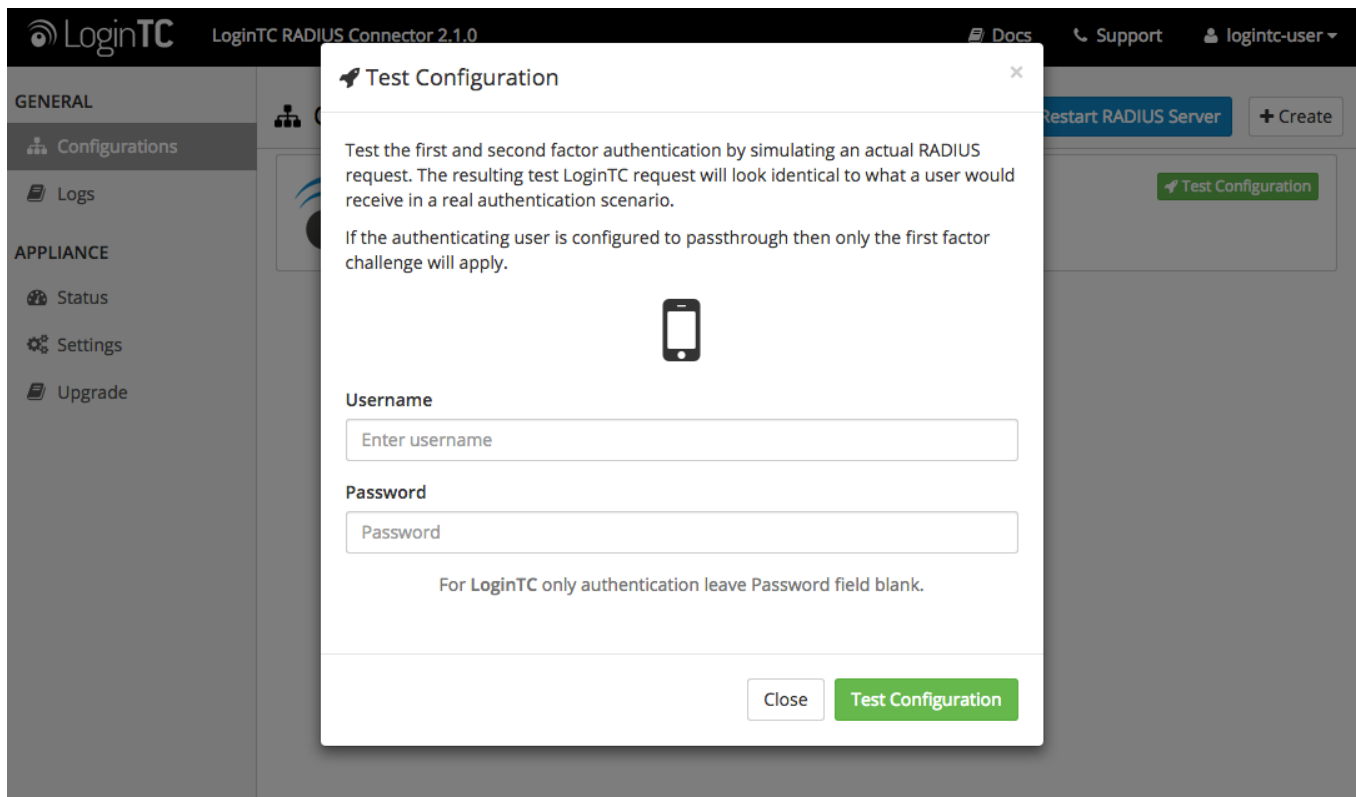 LoginTC LoginTC RADIUS Connector 2.1.0 Docs Support logintc-user
GENERAL
Configurations
Logs
APPLIANCE
Status
Settings
Upgrade
Restart RADIUS Server + Create
Test Configuration
Test Configuration ×
Test the first and second factor authentication by simulating an actual RADIUS
request. The resulting test LoginTC request will look identical to what a user would
receive in a real authentication scenario.
If the authenticating user is configured to passthrough then only the first factor
challenge will apply.
Username
Enter username
Password
Password
For LoginTC only authentication leave Password field blank.
Close Test Configuration